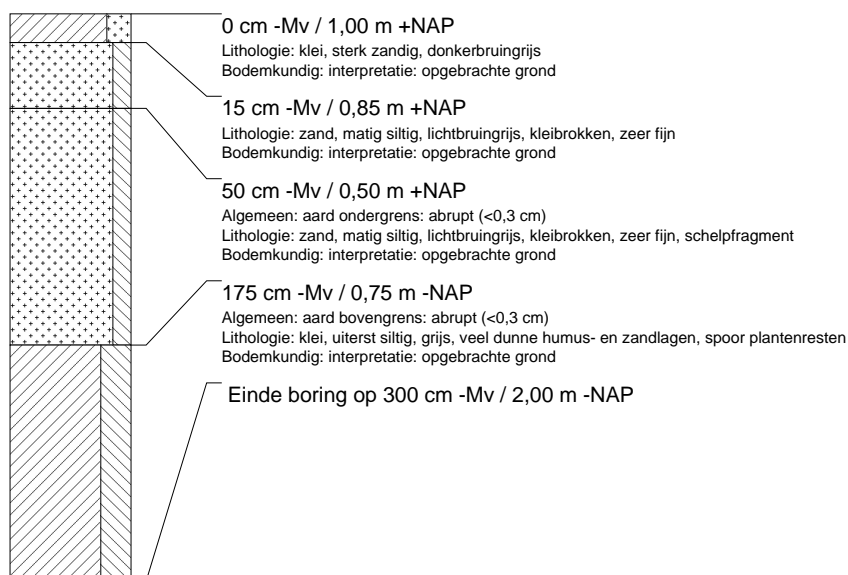 0 cm -Mv / 1,00 m +NAP
Lithologie: klei, sterk zandig, donkerbruingrijs
Bodemkundig: interpretatie: opgebrachte grond
15 cm -Mv / 0,85 m +NAP
Lithologie: zand, matig siltig, lichtbruingrijs, kleibrokken, zeer fijn
Bodemkundig: interpretatie: opgebrachte grond
50 cm -Mv / 0,50 m +NAP
Algemeen: aard ondergrens: abrupt (<0,3 cm)
Lithologie: zand, matig siltig, lichtbruingrijs, kleibrokken, zeer fijn, schelpfragment
Bodemkundig: interpretatie: opgebrachte grond
175 cm -Mv / 0,75 m -NAP
Algemeen: aard bovengrens: abrupt (<0,3 cm)
Lithologie: klei, uiterst siltig, grijs, veel dunne humus- en zandlagen, spoor plantenresten
Bodemkundig: interpretatie: opgebrachte grond
Einde boring op 300 cm -Mv / 2,00 m -NAP